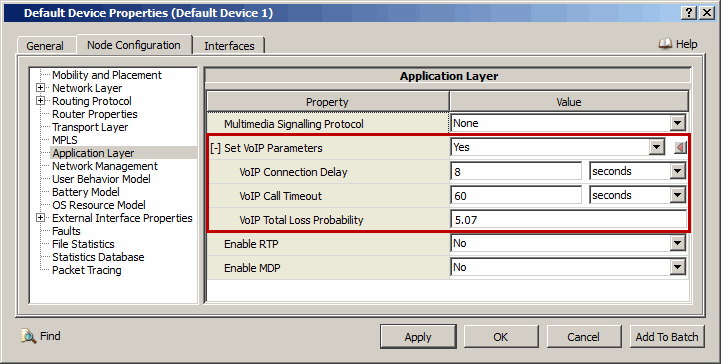 Default Device Properties (Default Device 1)
General Node Configuration Interfaces Help
Mobility and Placement
Network Layer
Routing Protocol
Router Properties
Transport Layer
MPLS
Application Layer
Network Management
User Behavior Model
Battery Model
OS Resource Model
External Interface Properties
Faults
File Statistics
Statistics Database
Packet Tracing
Application Layer
Property Value
Multimedia Signalling Protocol None
[-] Set VoIP Parameters Yes
VoIP Connection Delay 8 seconds
VoIP Call Timeout 60 seconds
VoIP Total Loss Probability 5.07
Enable RTP No
Enable MDP No
Find Apply OK Cancel Add To Batch